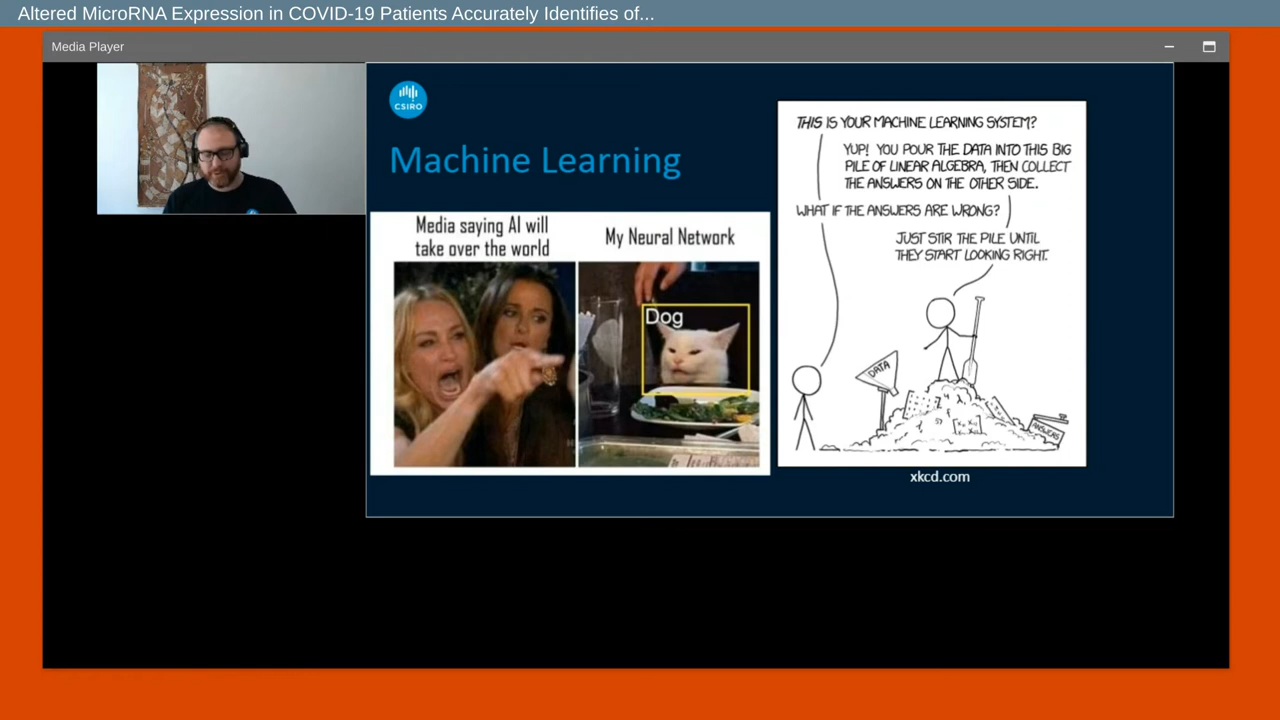 Altered MicroRNA Expression in COVID-19 Patients Accurately Identifies of...
Media Player
CSIRO
Machine Learning
Media saying AI will
take over the world
My Neural Network
Dog
THIS IS YOUR MACHINE LEARNING SYSTEM?
YUP! YOU POUR THE DATA INTO THIS BIG
PILE OF LINEAR ALGEBRA, THEN COLLECT
THE ANSWERS ON THE OTHER SIDE.
WHAT IF THE ANSWERS ARE WRONG?
JUST STIR THE PILE UNTIL
THEY START LOOKING RIGHT.
DATA
ANSWERS
xkcd.com